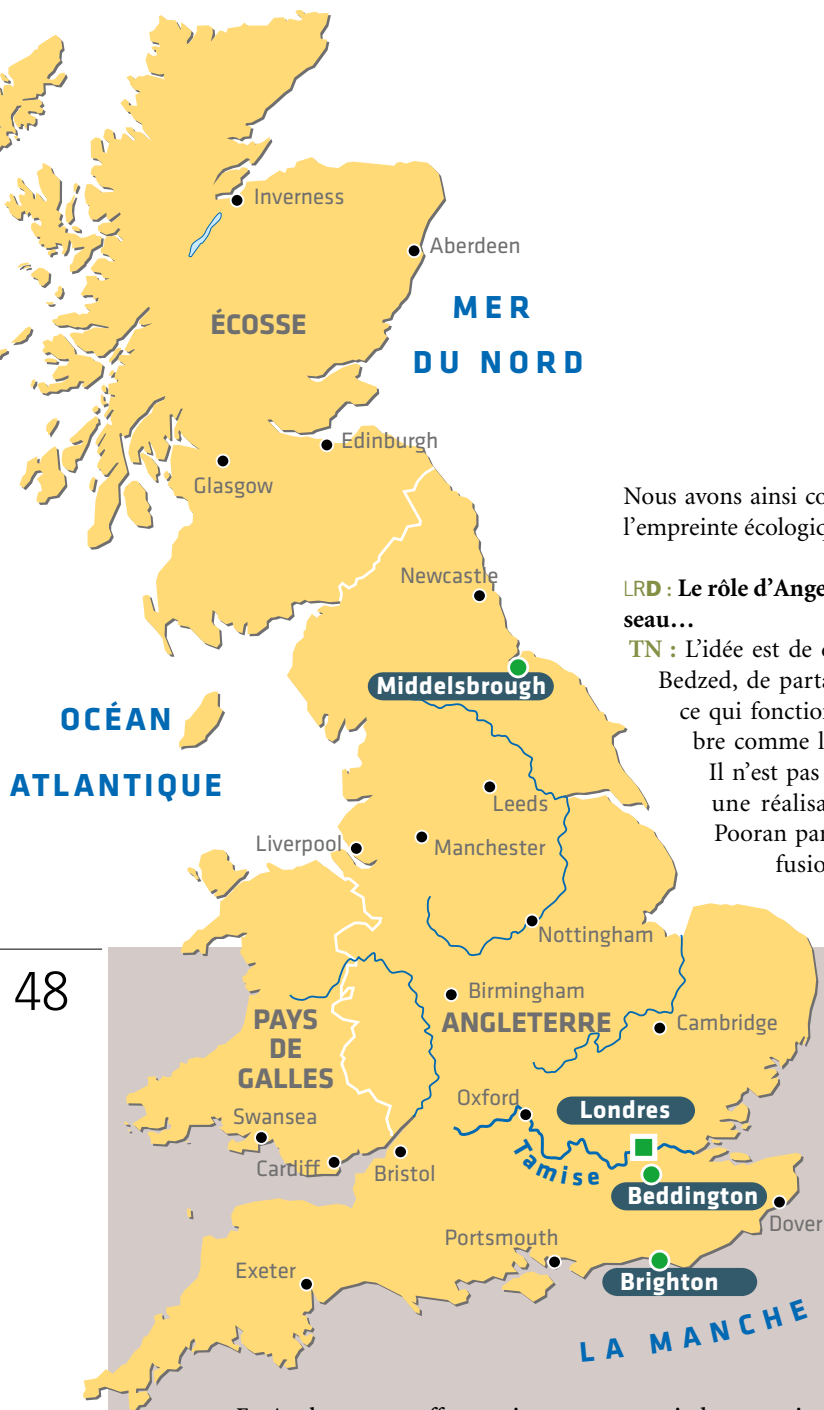 Inverness
Aberdeen
MER
DU NORD
ÉCOSSE
Edinburgh
Glasgow
Nous avons ainsi co
l'empreinte écologiq
Newcastle
LRD : Le rôle d'Ange
seau…
TN : L'idée est de
Bedzed, de parta
ce qui fonction
bre comme l
Il n'est pas
une réalisa
Pooran par
fusio
Middelsbrough
OCÉAN
ATLANTIQUE
Leeds
Liverpool
Manchester
Nottingham
48
Birmingham
PAYS
DE
GALLES
ANGLETERRE
Cambridge
Oxford
Londres
Swansea
Tamise
Cardiff
Bristol
Beddington
Dover
Portsmouth
Exeter
Brighton
LA MANCHE